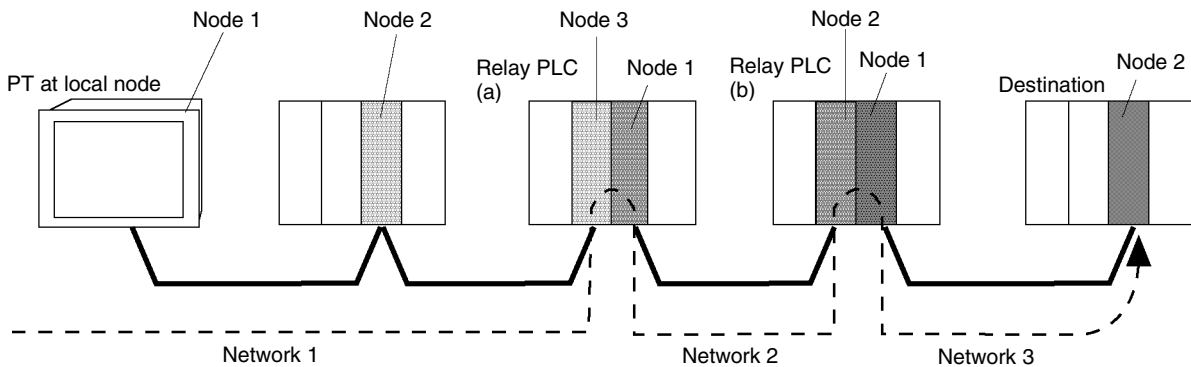 Node 1
Node 2
Node 3
Node 2
PT at local node
Relay PLC
(a)
Node 1
Relay PLC
(b)
Node 1
Destination
Node 2
Network 1
Network 2
Network 3